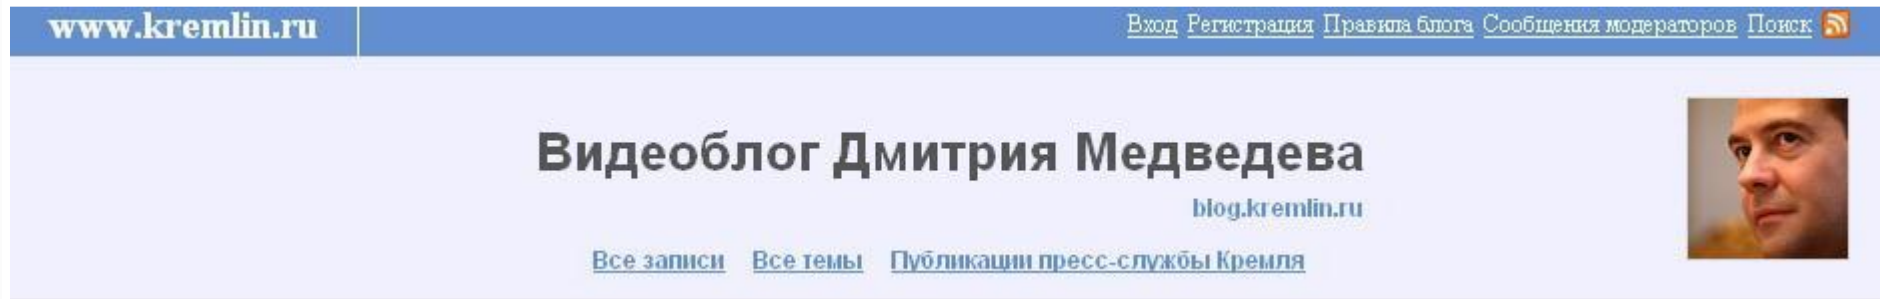 www.kremlin.ru
Вход Регистрация Правила блога Сообщения модераторов Поиск
Видеоблог Дмитрия Медведева
blog.kremlin.ru
Все записи Все темы Публикации пресс-службы Кремля